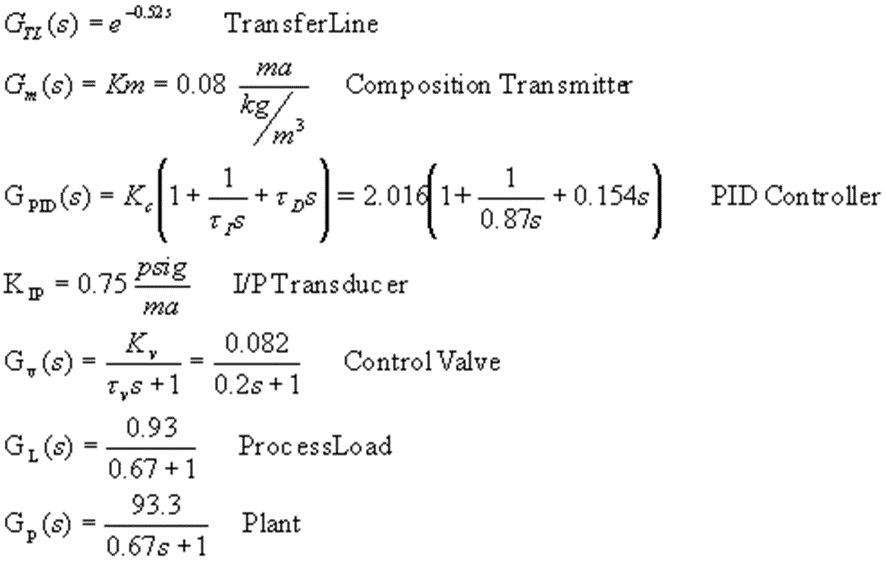 G_TL(s) = e^{-0.52s} TransferLine
G_m(s) = Km = 0.08 ma / (kg/m^3) Composition Transmitter
G_PID(s) = K_c(1 + 1/(τ_I s) + τ_D s) = 2.016(1 + 1/(0.87s) + 0.154s) PID Controller
K_IP = 0.75 psig/ma I/P Transducer
G_v(s) = K_v/(τ_v s + 1) = 0.082/(0.2s + 1) Control Valve
G_L(s) = 0.93/(0.67 + 1) ProcessLoad
G_p(s) = 93.3/(0.67s + 1) Plant